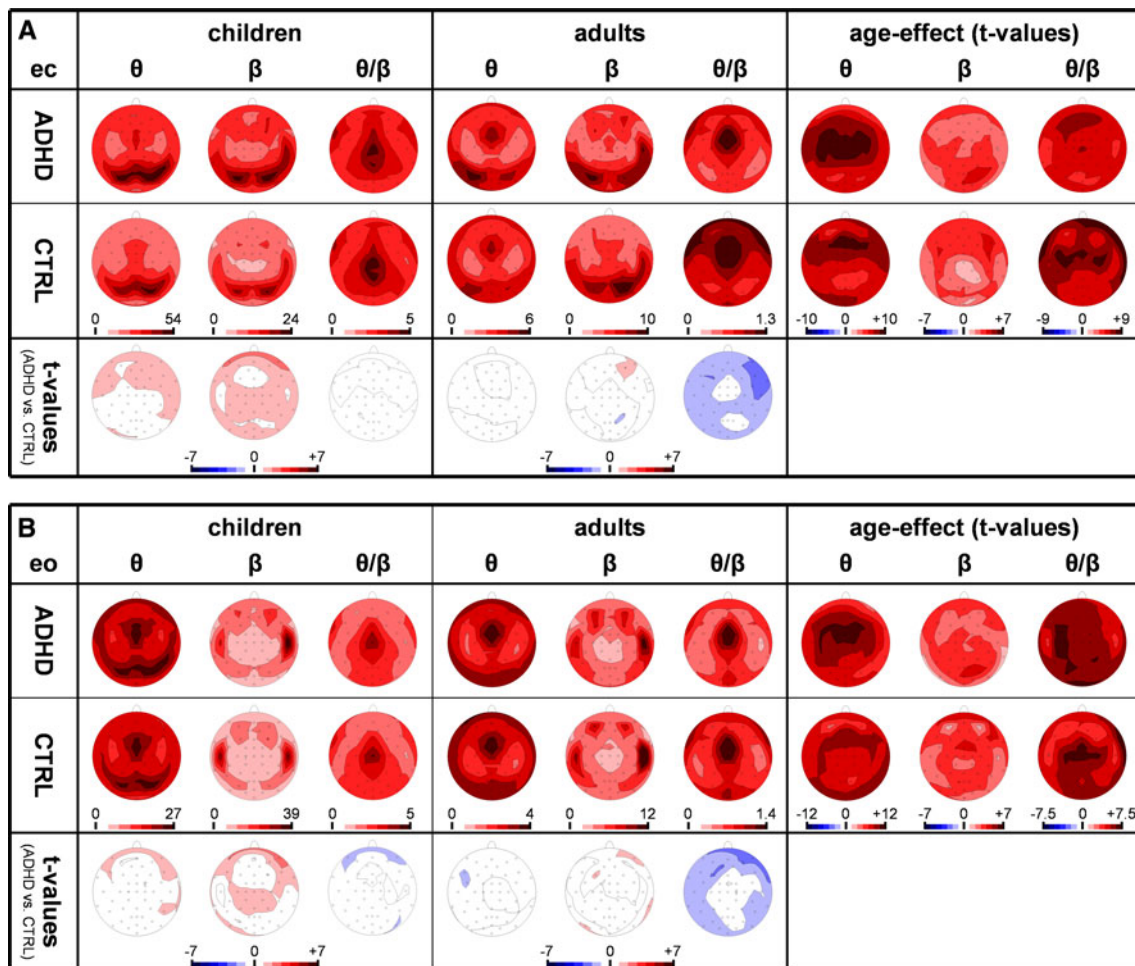 A children adults age-effect (t-values)
ec θ β θ/β θ β θ/β θ β θ/β
ADHD
CTRL
0 54 0 24 0 5 0 6 0 10 0 1.3 -10 0 +10 -7 0 +7 -9 0 +9
t-values
(ADHD vs. CTRL)
-7 0 +7 -7 0 +7
B children adults age-effect (t-values)
eo θ β θ/β θ β θ/β θ β θ/β
ADHD
CTRL
0 27 0 39 0 5 0 4 0 12 0 1.4 -12 0 +12 -7 0 +7 -7.5 0 +7.5
t-values
(ADHD vs. CTRL)
-7 0 +7 -7 0 +7